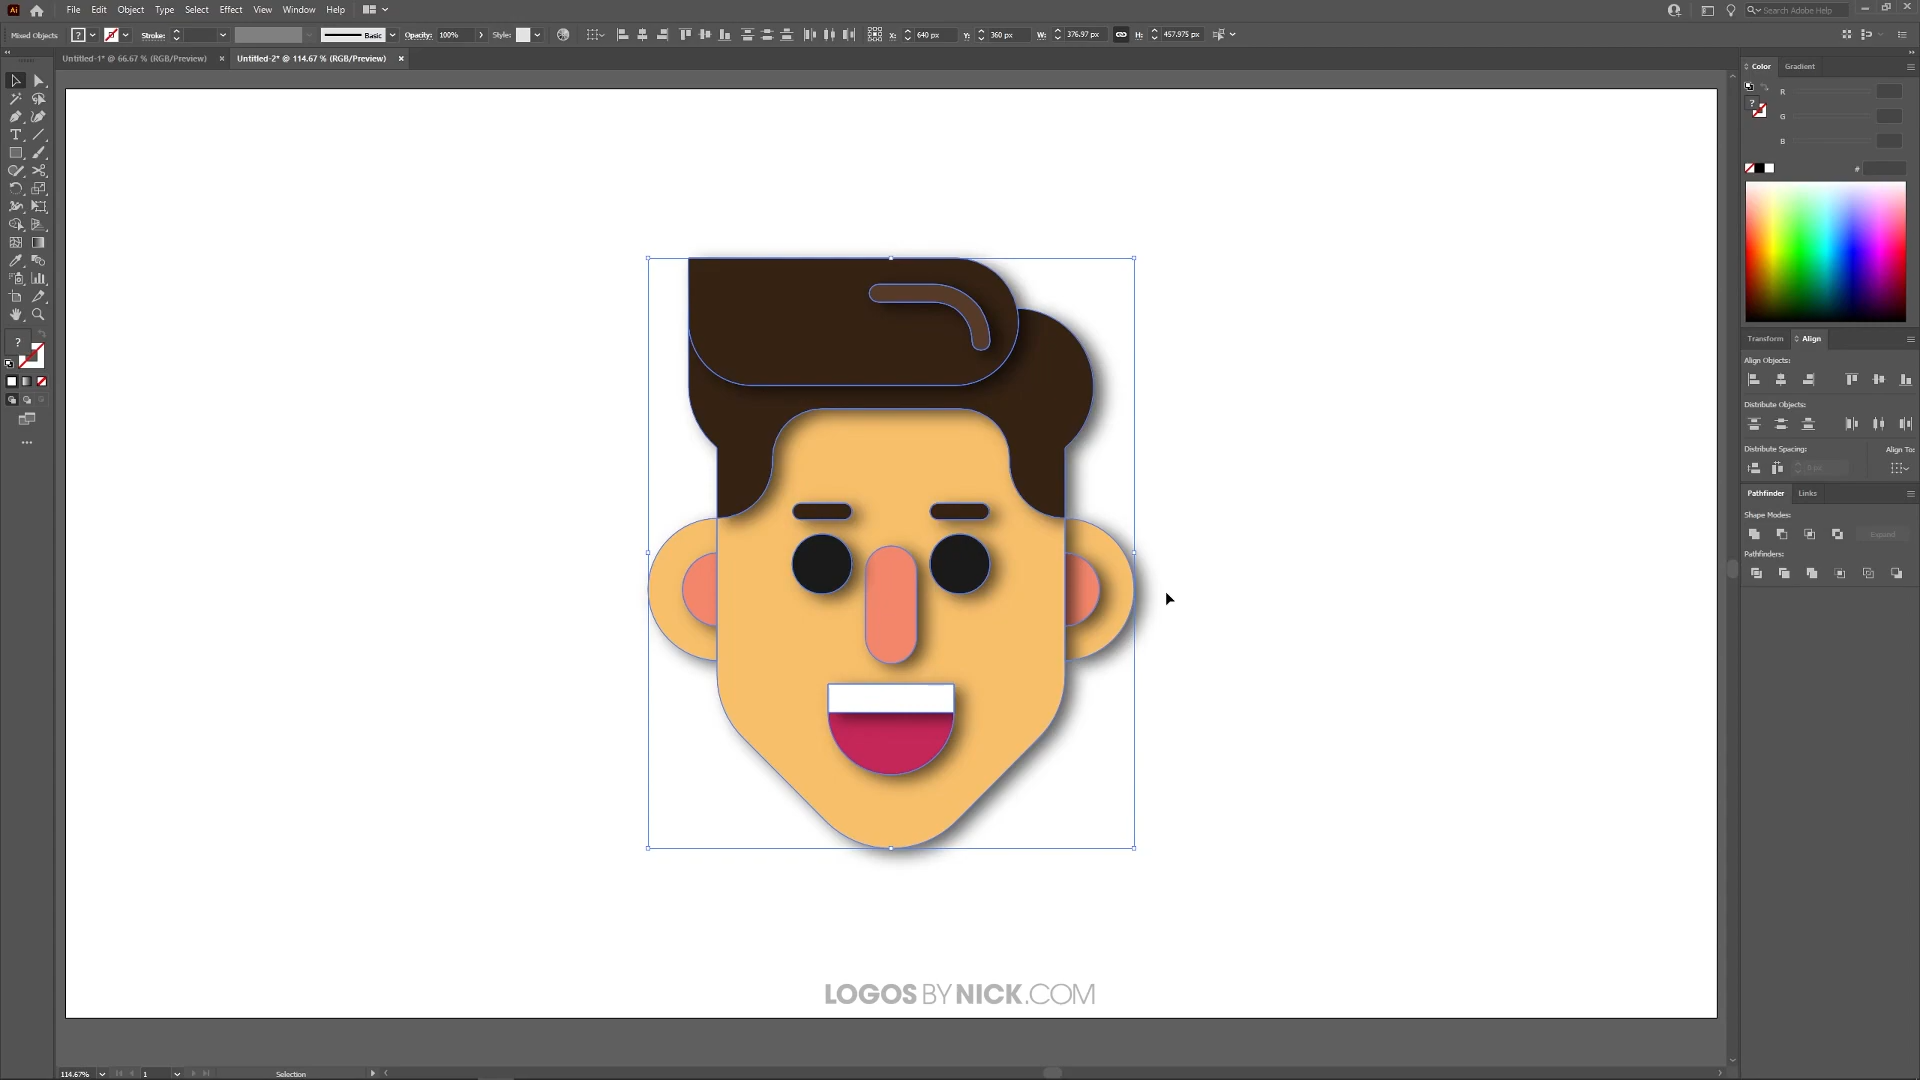 Ai File Edit Object Type Select Effect View Window Help Search Adobe Help
Mixed Objects ? Stroke: Basic Opacity: 100% Style: X: 640 px Y: 360 px W: 376.97 px H: 457.975 px
Untitled-1* @ 66.67 % (RGB/Preview) × Untitled-2* @ 114.67 % (RGB/Preview) ×
Color Gradient
R
? G
B
#
Transform Align
Align Objects:
Distribute Objects:
Distribute Spacing: Align To:
0 px
Pathfinder Links
Shape Modes:
Expand
Pathfinders:
?
LOGOS BY NICK.COM
114.67% 1 Selection